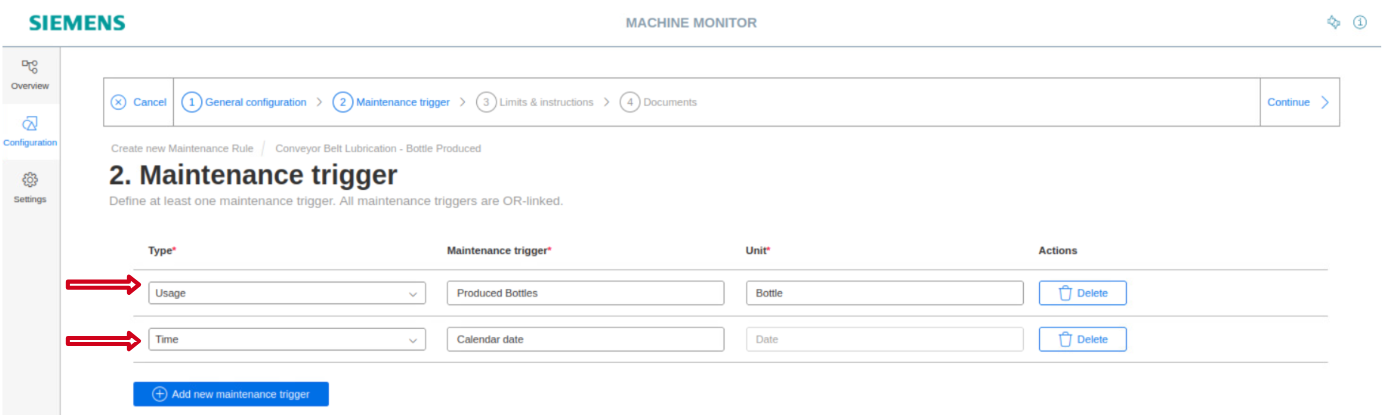 SIEMENS
MACHINE MONITOR
Overview
Configuration
Settings
Cancel 1 General configuration > 2 Maintenance trigger > 3 Limits & instructions > 4 Documents Continue >
Create new Maintenance Rule / Conveyor Belt Lubrication - Bottle Produced
2. Maintenance trigger
Define at least one maintenance trigger. All maintenance triggers are OR-linked.
Type* Maintenance trigger* Unit* Actions
Usage Produced Bottles Bottle Delete
Time Calendar date Date Delete
Add new maintenance trigger